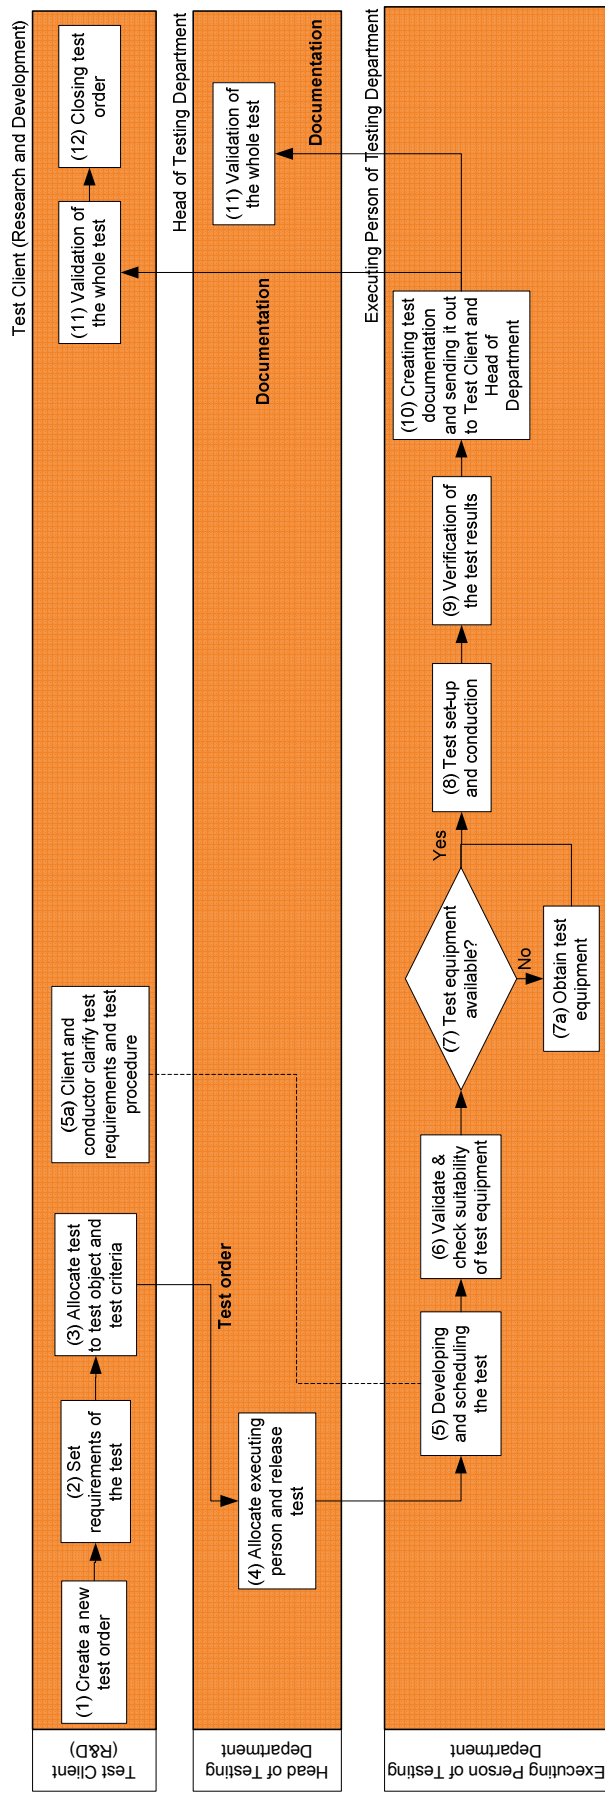 Test Client (Research and Development)
Test Client
(R&D)
(1) Create a new
test order
(2) Set
requirements of
the test
(3) Allocate test
to test object and
test criteria
(5a) Client and
conductor clarify test
requirements and test
procedure
(11) Validation of
the whole test
(12) Closing test
order
Head of Testing Department
Head of Testing
Department
(4) Allocate executing
person and release
test
Test order
Documentation
(11) Validation of
the whole test
Documentation
Executing Person of Testing Department
Executing Person of Testing
Department
(5) Developing
and scheduling
the test
(6) Validate &
check suitability
of test equipment
(7) Test equipment
available?
Yes
No
(7a) Obtain test
equipment
(8) Test set-up
and conduction
(9) Verification of
the test results
(10) Creating test
documentation
and sending it out
to Test Client and
Head of
Department